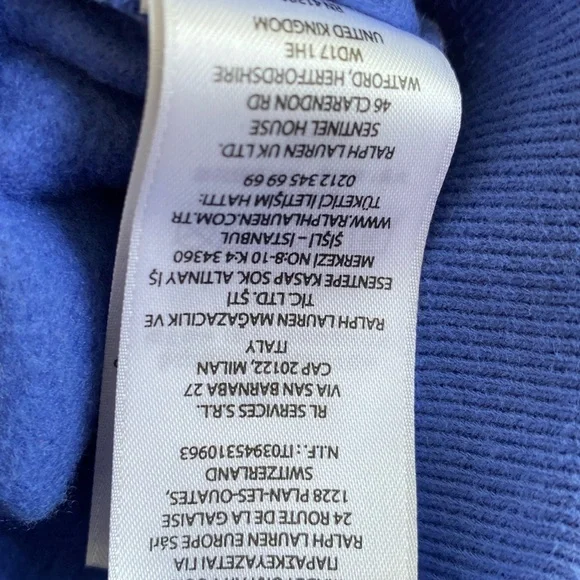 ΠΑΡΑΣΚΕΥΑΖΕΤΑΙ ΓΙΑ
RALPH LAUREN EUROPE Sàrl
24 ROUTE DE LA GALAISE
1228 PLAN-LES-OUATES,
SWITZERLAND
N.I.F.: IT03945310963
RL SERVICES S.R.L.
VIA SAN BARNABA 27
CAP 20122, MILAN
ITALY
RALPH LAUREN MAĞAZACILIK VE
TİC. LTD. ŞTİ
ESENTEPE KASAP SOK. ALTINAY İŞ
MERKEZİ NO:8-10 K:4 34360
ŞİŞLİ – İSTANBUL
WWW.RALPHLAUREN.COM.TR
TÜKETİCİ İLETİŞİM HATTI:
0212 345 69 69
RALPH LAUREN UK LTD.
SENTINEL HOUSE
46 CLARENDON RD
WATFORD, HERTFORDSHIRE
WD17 1HE
UNITED KINGDOM
RN